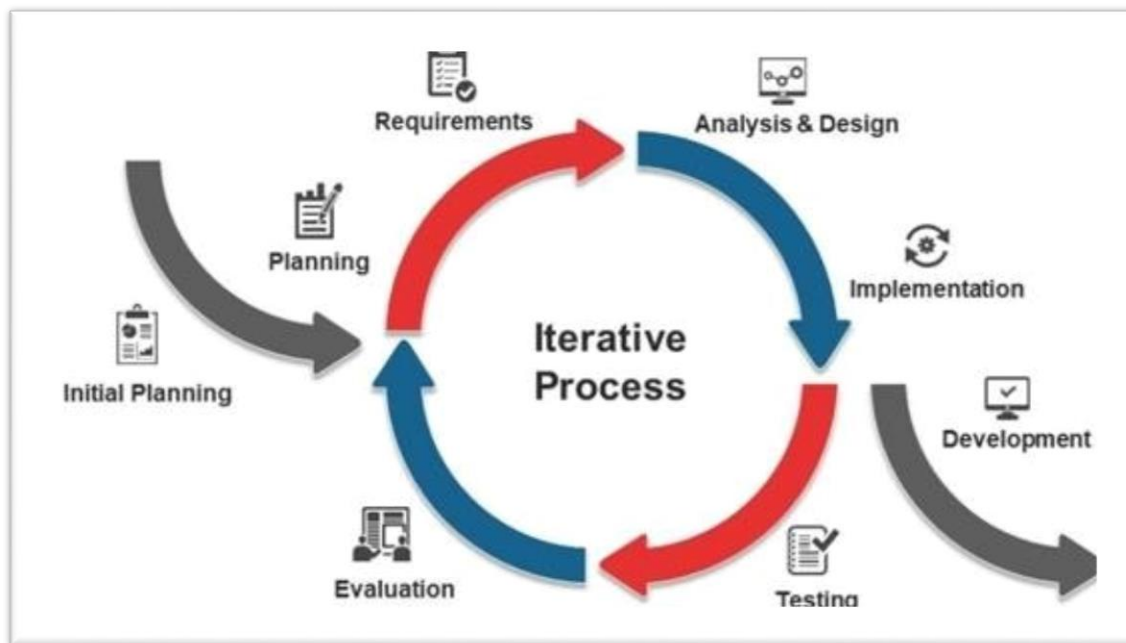 Requirements
Analysis & Design
Planning
Implementation
Iterative
Process
Initial Planning
Development
Evaluation
Testing